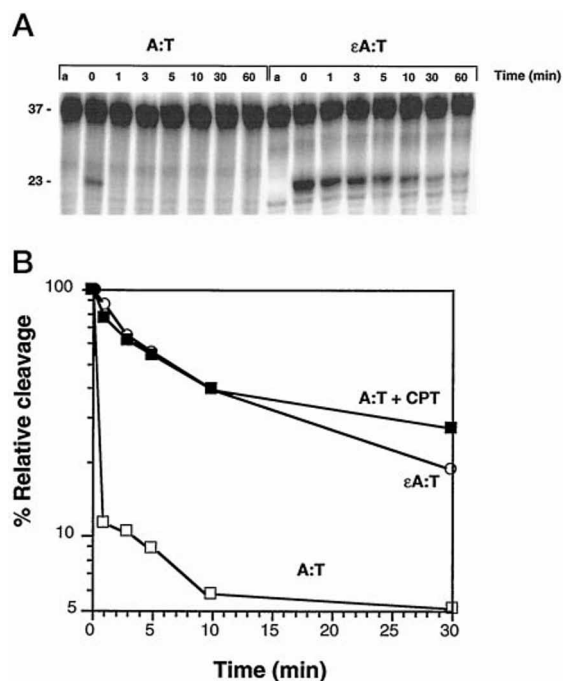 A
A:T εA:T
a 0 1 3 5 10 30 60 a 0 1 3 5 10 30 60 Time (min)
37 -
23 -
B
100
% Relative cleavage
A:T + CPT
εA:T
10
A:T
5
0 5 10 15 20 25 30
Time (min)